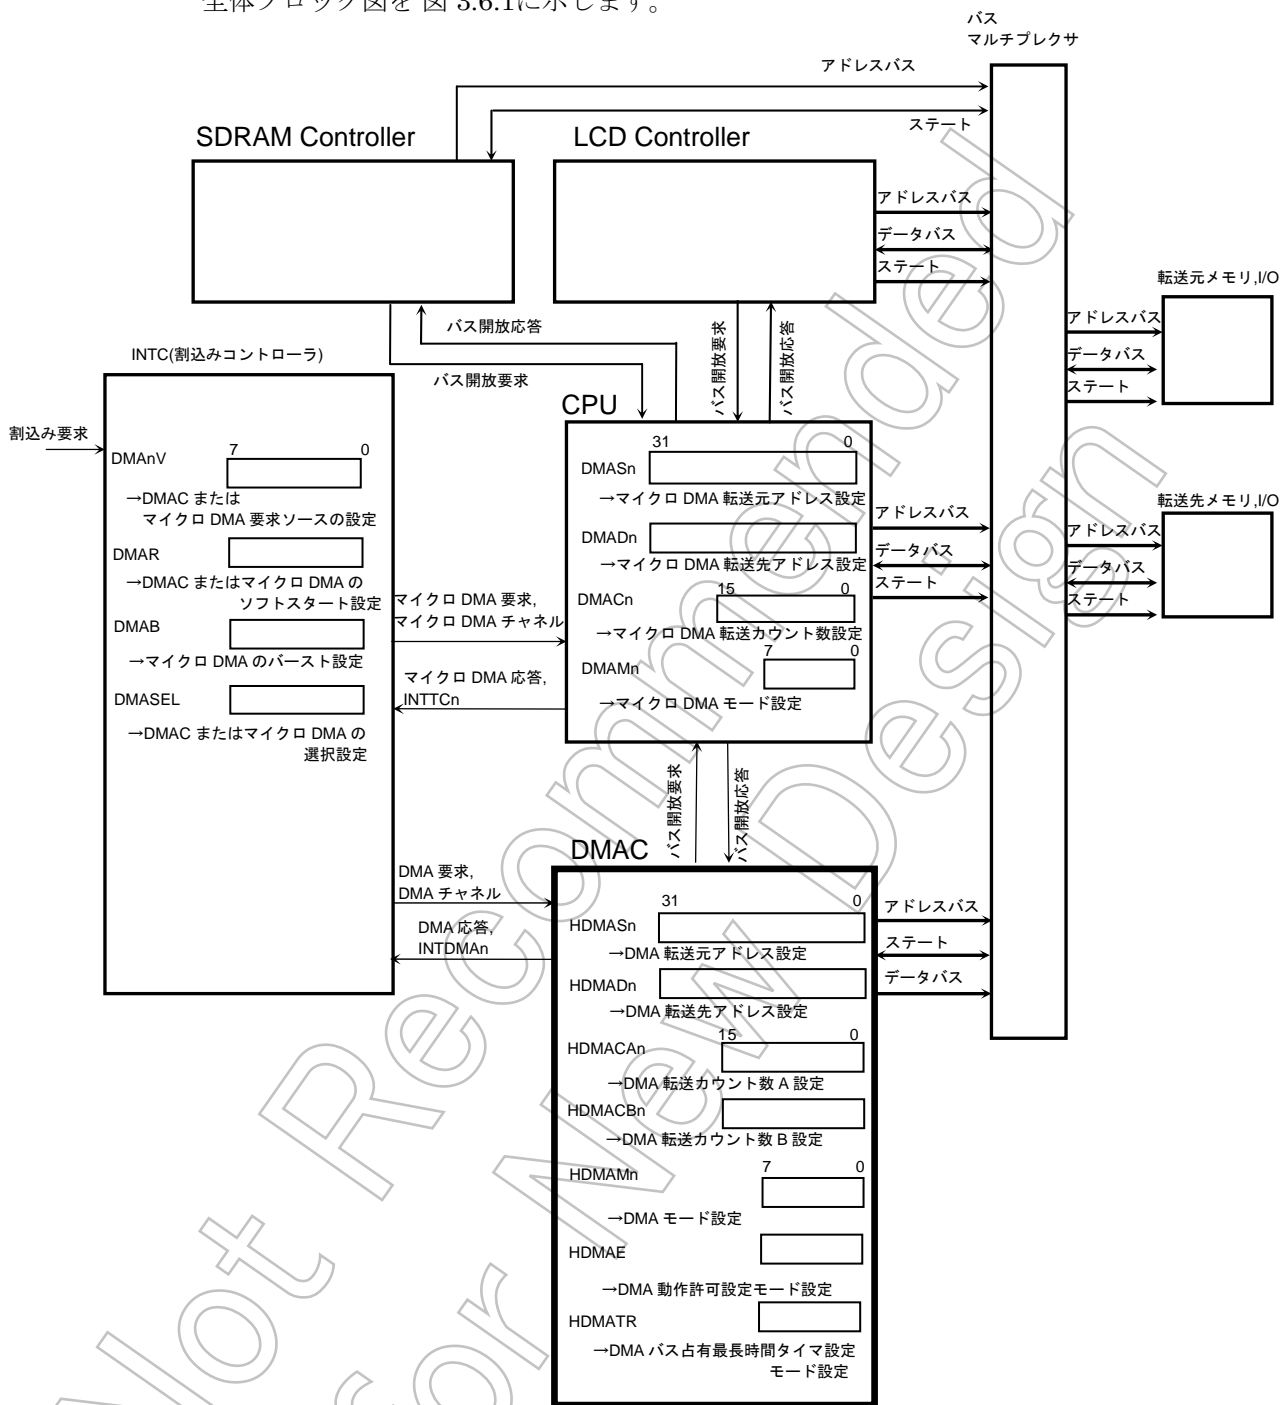 全体ブロック図を 図 3.6.1に示します。
バス
マルチプレクサ
アドレスバス
ステート
SDRAM Controller
LCD Controller
アドレスバス
データバス
ステート
転送元メモリ,I/O
アドレスバス
データバス
ステート
バス開放応答
バス開放要求
バス開放要求
バス開放応答
INTC(割込みコントローラ)
割込み要求
DMAnV
7 0
→DMAC または
マイクロ DMA 要求ソースの設定
DMAR
→DMAC またはマイクロ DMA の
ソフトスタート設定
DMAB
→マイクロ DMA のバースト設定
DMASEL
→DMAC またはマイクロ DMA の
選択設定
マイクロ DMA 要求,
マイクロ DMA チャネル
マイクロ DMA 応答,
INTTCn
CPU
31 0
DMASn
→マイクロ DMA 転送元アドレス設定
DMADn
→マイクロ DMA 転送先アドレス設定
DMACn
15 0
→マイクロ DMA 転送カウント数設定
7 0
DMAMn
→マイクロ DMA モード設定
アドレスバス
データバス
ステート
転送先メモリ,I/O
アドレスバス
データバス
ステート
バス開放要求
バス開放応答
DMAC
DMA 要求,
DMA チャネル
DMA 応答,
INTDMAn
31 0
HDMASn
→DMA 転送元アドレス設定
HDMADn
→DMA 転送先アドレス設定
15 0
HDMACAn
→DMA 転送カウント数 A 設定
HDMACBn
→DMA 転送カウント数 B 設定
7 0
HDMAMn
→DMA モード設定
HDMAE
→DMA 動作許可設定モード設定
HDMATR
→DMA バス占有最長時間タイマ設定
モード設定
アドレスバス
ステート
データバス
Not Recommended
for New Design